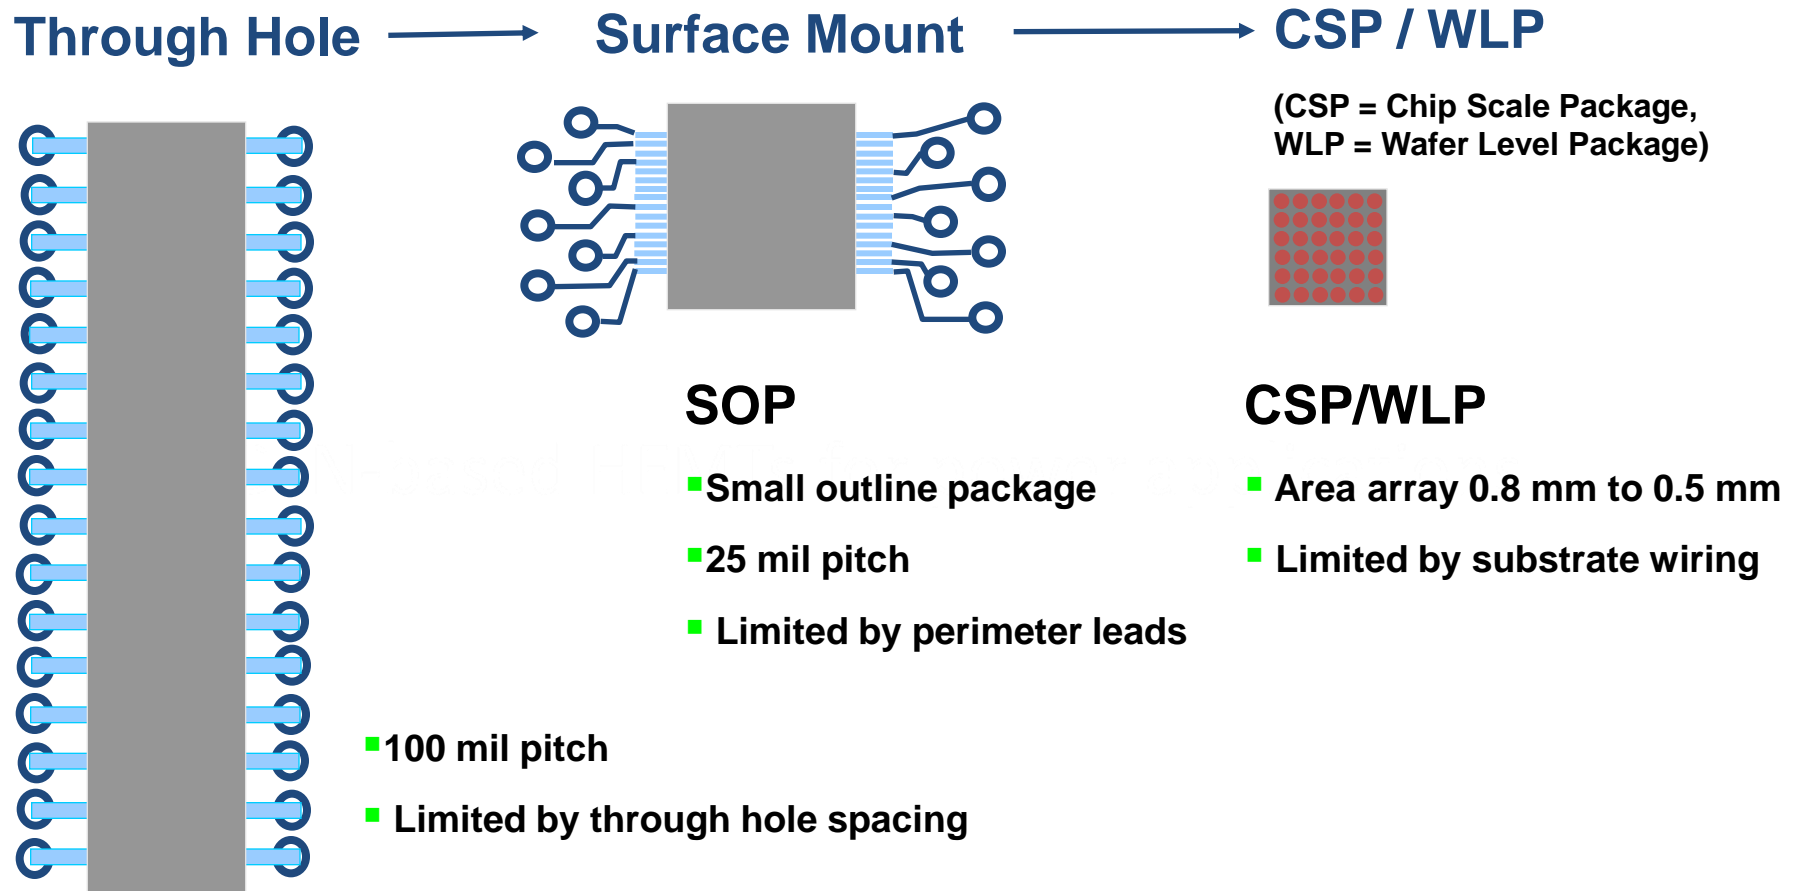 Through Hole
Surface Mount
CSP / WLP
(CSP = Chip Scale Package,
WLP = Wafer Level Package)
SOP
Small outline package
25 mil pitch
Limited by perimeter leads
CSP/WLP
Area array 0.8 mm to 0.5 mm
Limited by substrate wiring
100 mil pitch
Limited by through hole spacing